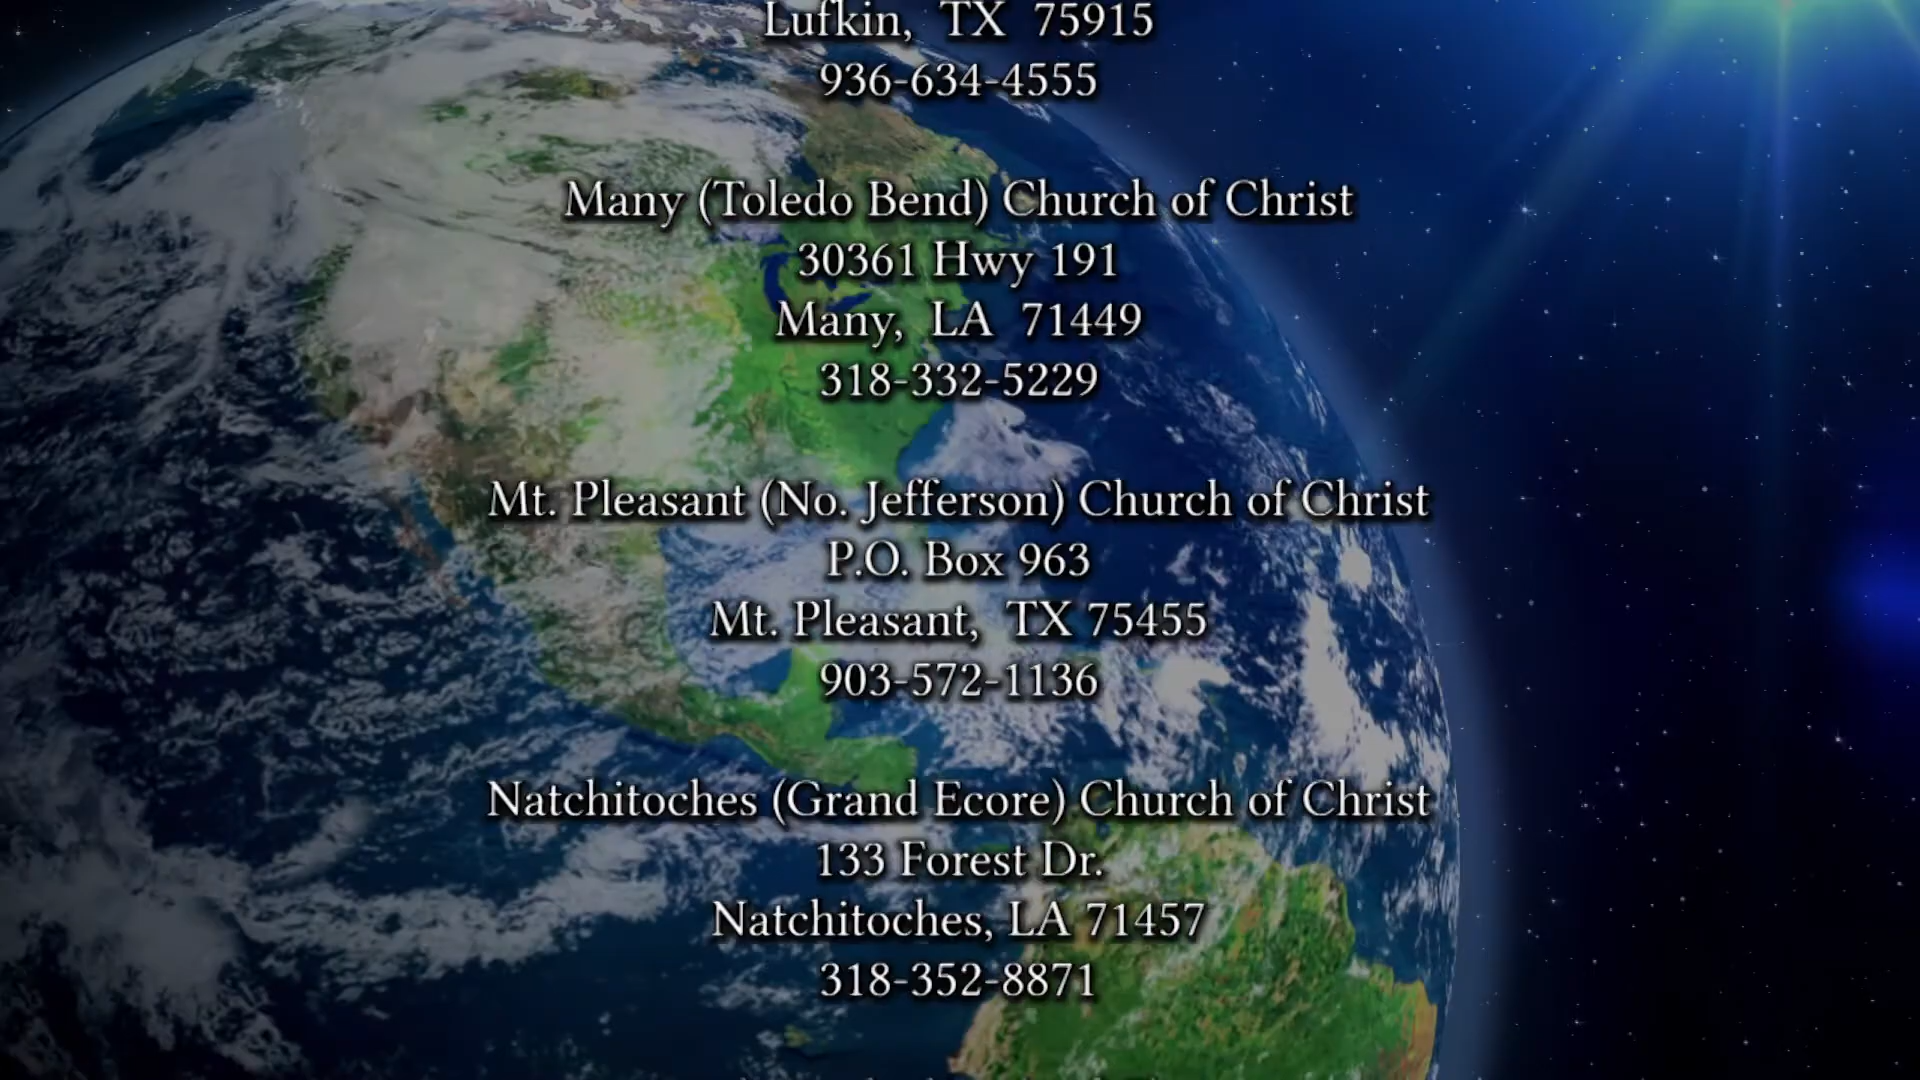 Lufkin, TX 75915
936-634-4555
Many (Toledo Bend) Church of Christ
30361 Hwy 191
Many, LA 71449
318-332-5229
Mt. Pleasant (No. Jefferson) Church of Christ
P.O. Box 963
Mt. Pleasant, TX 75455
903-572-1136
Natchitoches (Grand Ecore) Church of Christ
133 Forest Dr.
Natchitoches, LA 71457
318-352-8871